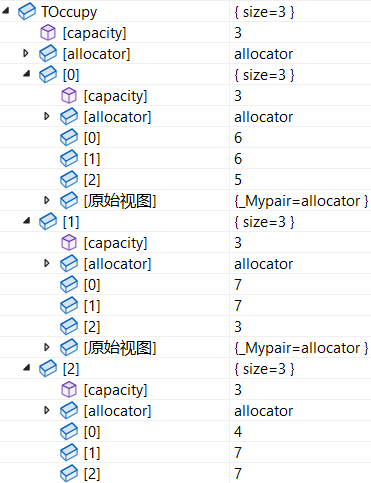 TOccupy { size=3 }
[capacity] 3
[allocator] allocator
[0] { size=3 }
[capacity] 3
[allocator] allocator
[0] 6
[1] 6
[2] 5
[原始视图] {_Mypair=allocator }
[1] { size=3 }
[capacity] 3
[allocator] allocator
[0] 7
[1] 7
[2] 3
[原始视图] {_Mypair=allocator }
[2] { size=3 }
[capacity] 3
[allocator] allocator
[0] 4
[1] 7
[2] 7